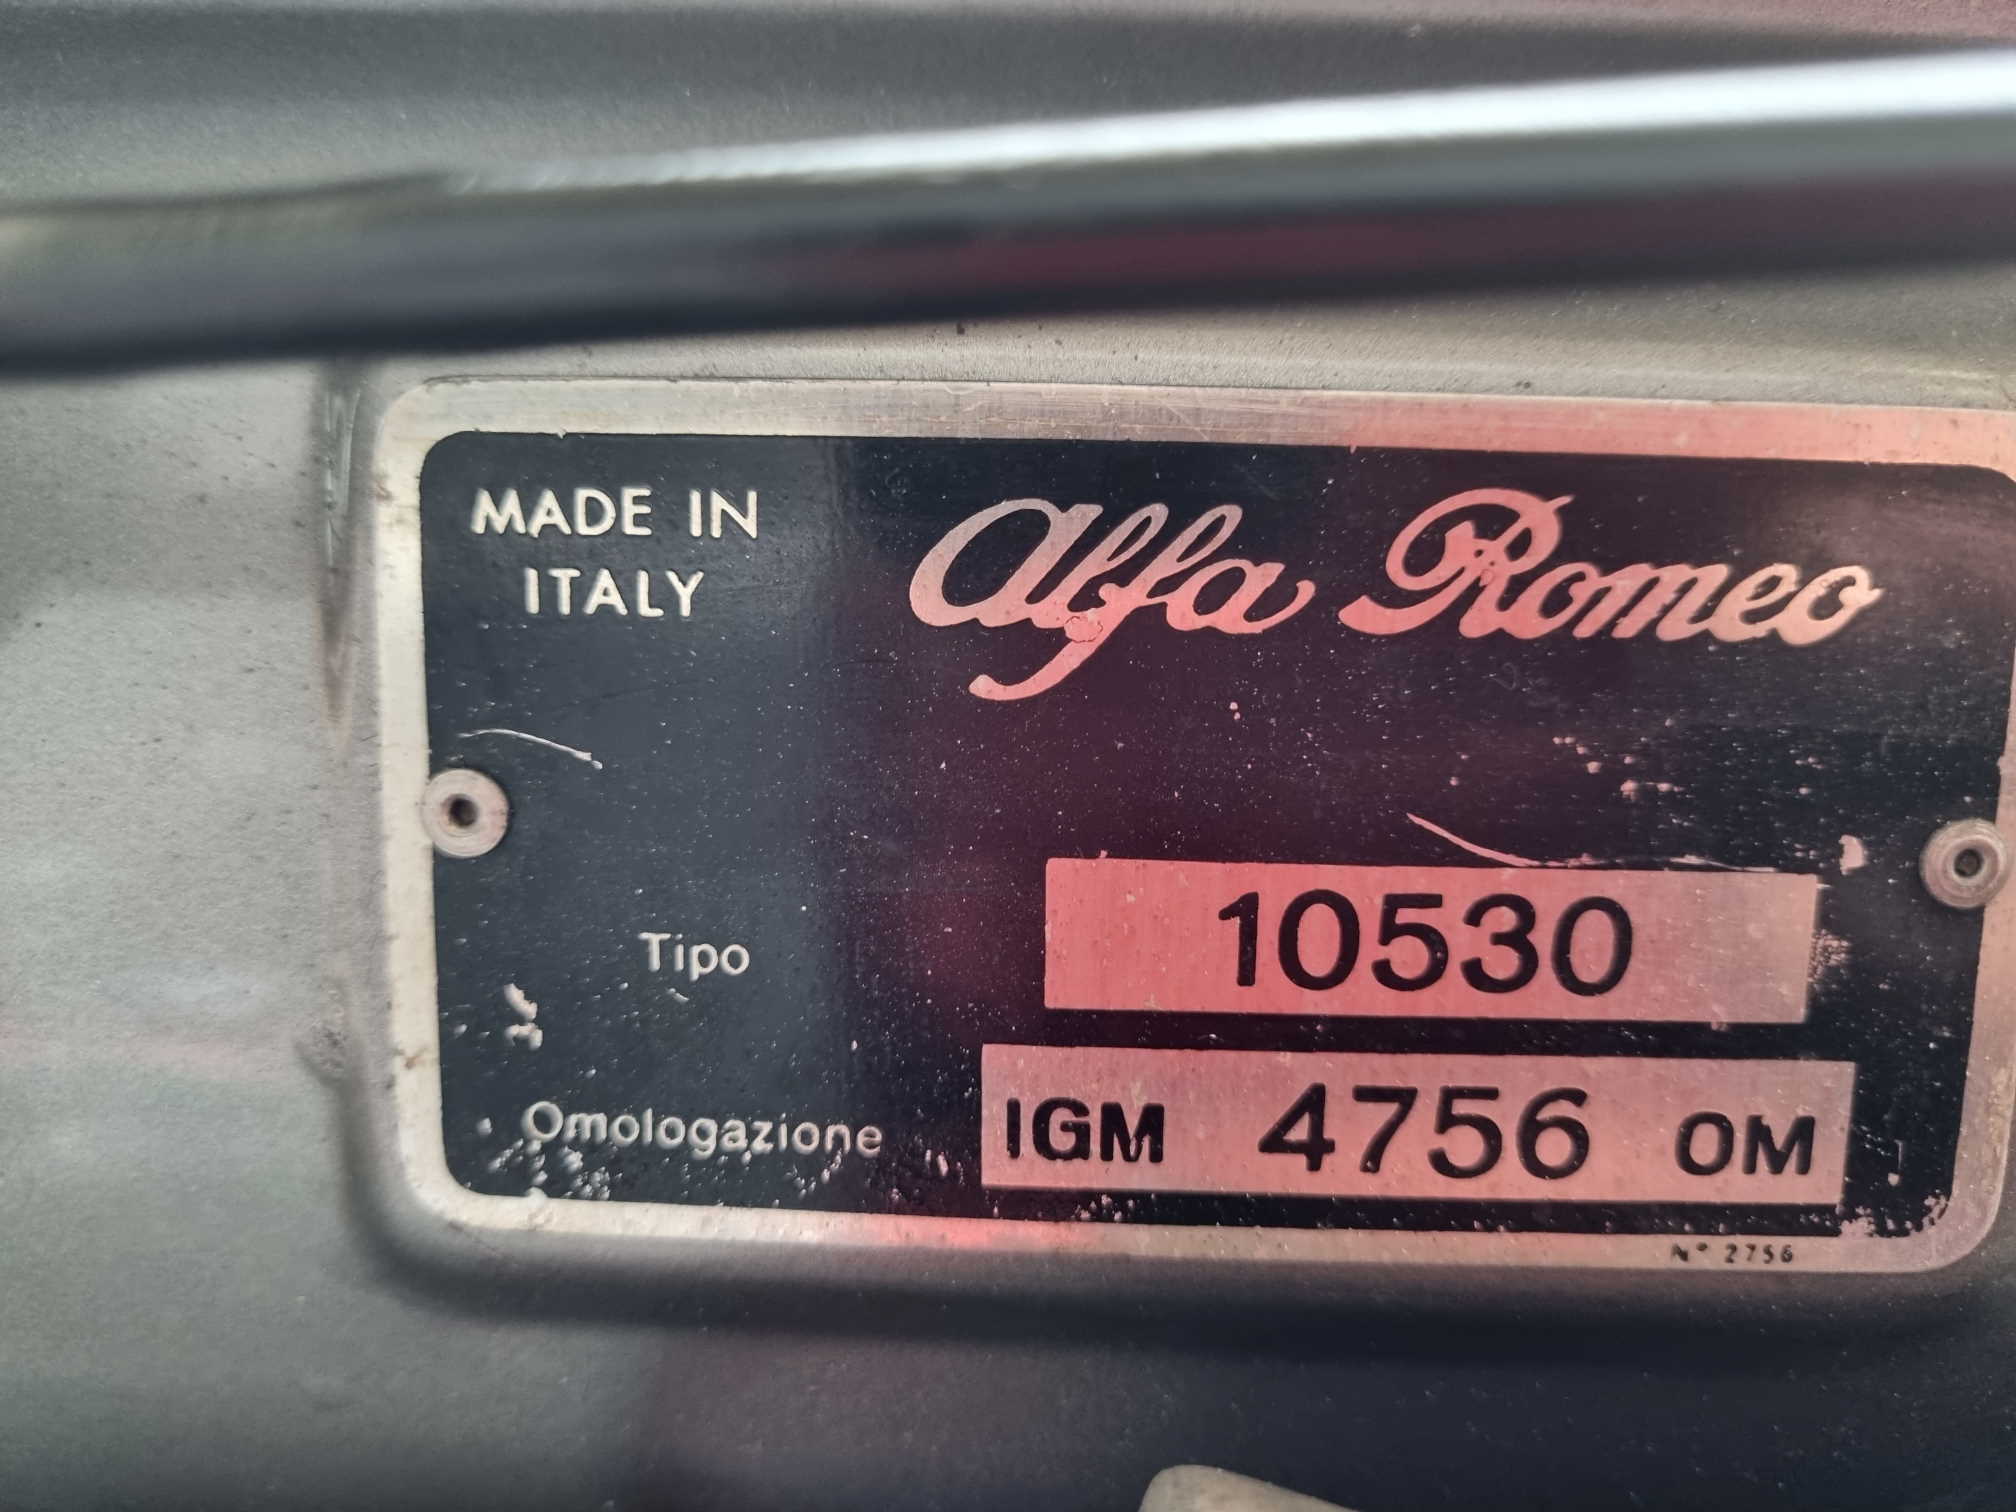 MADE IN
ITALY
Alfa Romeo
Tipo 10530
Omologazione IGM 4756 OM
N° 2756